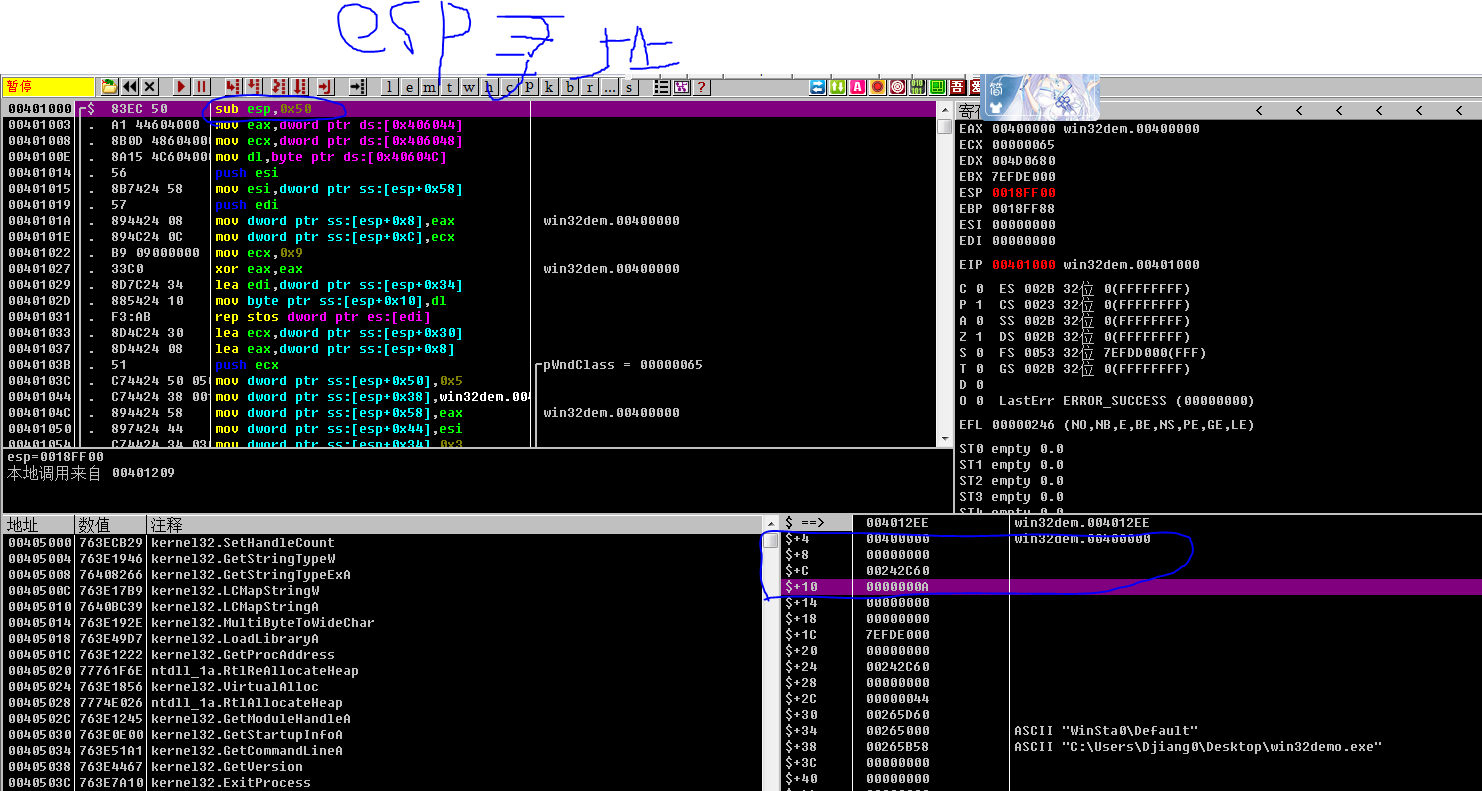 esp寻址
暂停
l e m t w h c p k b r ... s ?
00401000 $ 83EC 50 sub esp,0x50
00401003 . A1 44604000 mov eax,dword ptr ds:[0x406044]
00401008 . 8B0D 4860400 mov ecx,dword ptr ds:[0x406048]
0040100E . 8A15 4C60400 mov dl,byte ptr ds:[0x40604C]
00401014 . 56 push esi
00401015 . 8B7424 58 mov esi,dword ptr ss:[esp+0x58]
00401019 . 57 push edi
0040101A . 894424 08 mov dword ptr ss:[esp+0x8],eax win32dem.00400000
0040101E . 894C24 0C mov dword ptr ss:[esp+0xC],ecx
00401022 . B9 09000000 mov ecx,0x9
00401027 . 33C0 xor eax,eax win32dem.00400000
00401029 . 8D7C24 34 lea edi,dword ptr ss:[esp+0x34]
0040102D . 885424 10 mov byte ptr ss:[esp+0x10],dl
00401031 . F3:AB rep stos dword ptr es:[edi]
00401033 . 8D4C24 30 lea ecx,dword ptr ss:[esp+0x30]
00401037 . 8D4424 08 lea eax,dword ptr ss:[esp+0x8]
0040103B . 51 push ecx pWndClass = 00000065
0040103C . C74424 50 05 mov dword ptr ss:[esp+0x50],0x5
00401044 . C74424 38 00 mov dword ptr ss:[esp+0x38],win32dem.00
0040104C . 894424 58 mov dword ptr ss:[esp+0x58],eax win32dem.00400000
00401050 . 897424 44 mov dword ptr ss:[esp+0x44],esi
00401054 . C74424 34 03 mov dword ptr ss:[esp+0x34],0x3
esp=0018FF00
本地调用来自 00401209
简
EAX 00400000 win32dem.00400000
ECX 00000065
EDX 004D0680
EBX 7EFDE000
ESP 0018FF00
EBP 0018FF88
ESI 00000000
EDI 00000000
EIP 00401000 win32dem.00401000
C 0 ES 002B 32位 0(FFFFFFFF)
P 1 CS 0023 32位 0(FFFFFFFF)
A 0 SS 002B 32位 0(FFFFFFFF)
Z 1 DS 002B 32位 0(FFFFFFFF)
S 0 FS 0053 32位 7EFDD000(FFF)
T 0 GS 002B 32位 0(FFFFFFFF)
D 0
O 0 LastErr ERROR_SUCCESS (00000000)
EFL 00000246 (NO,NB,E,BE,NS,PE,GE,LE)
ST0 empty 0.0
ST1 empty 0.0
ST2 empty 0.0
ST3 empty 0.0
ST4 empty 0.0
地址 数值 注释
00405000 763ECB29 kernel32.SetHandleCount
00405004 763E1946 kernel32.GetStringTypeW
00405008 76408266 kernel32.GetStringTypeExA
0040500C 763E17B9 kernel32.LCMapStringW
00405010 7640BC39 kernel32.LCMapStringA
00405014 763E192E kernel32.MultiByteToWideChar
00405018 763E49D7 kernel32.LoadLibraryA
0040501C 763E1222 kernel32.GetProcAddress
00405020 77761F6E ntdll_1a.RtlReAllocateHeap
00405024 763E1856 kernel32.VirtualAlloc
00405028 7774E026 ntdll_1a.RtlAllocateHeap
0040502C 763E1245 kernel32.GetModuleHandleA
00405030 763E0E00 kernel32.GetStartupInfoA
00405034 763E51A1 kernel32.GetCommandLineA
00405038 763E4467 kernel32.GetVersion
0040503C 763E7A10 kernel32.ExitProcess
$ ==> 004012EE win32dem.004012EE
$+4 00400000 win32dem.00400000
$+8 00000000
$+C 00242C60
$+10 0000000A
$+14 00000000
$+18 00000000
$+1C 7EFDE000
$+20 00000000
$+24 00242C60
$+28 00000000
$+2C 00000044
$+30 00265D60
$+34 00265000 ASCII "WinSta0\Default"
$+38 00265B58 ASCII "C:\Users\Djiang0\Desktop\win32demo.exe"
$+3C 00000000
$+40 00000000